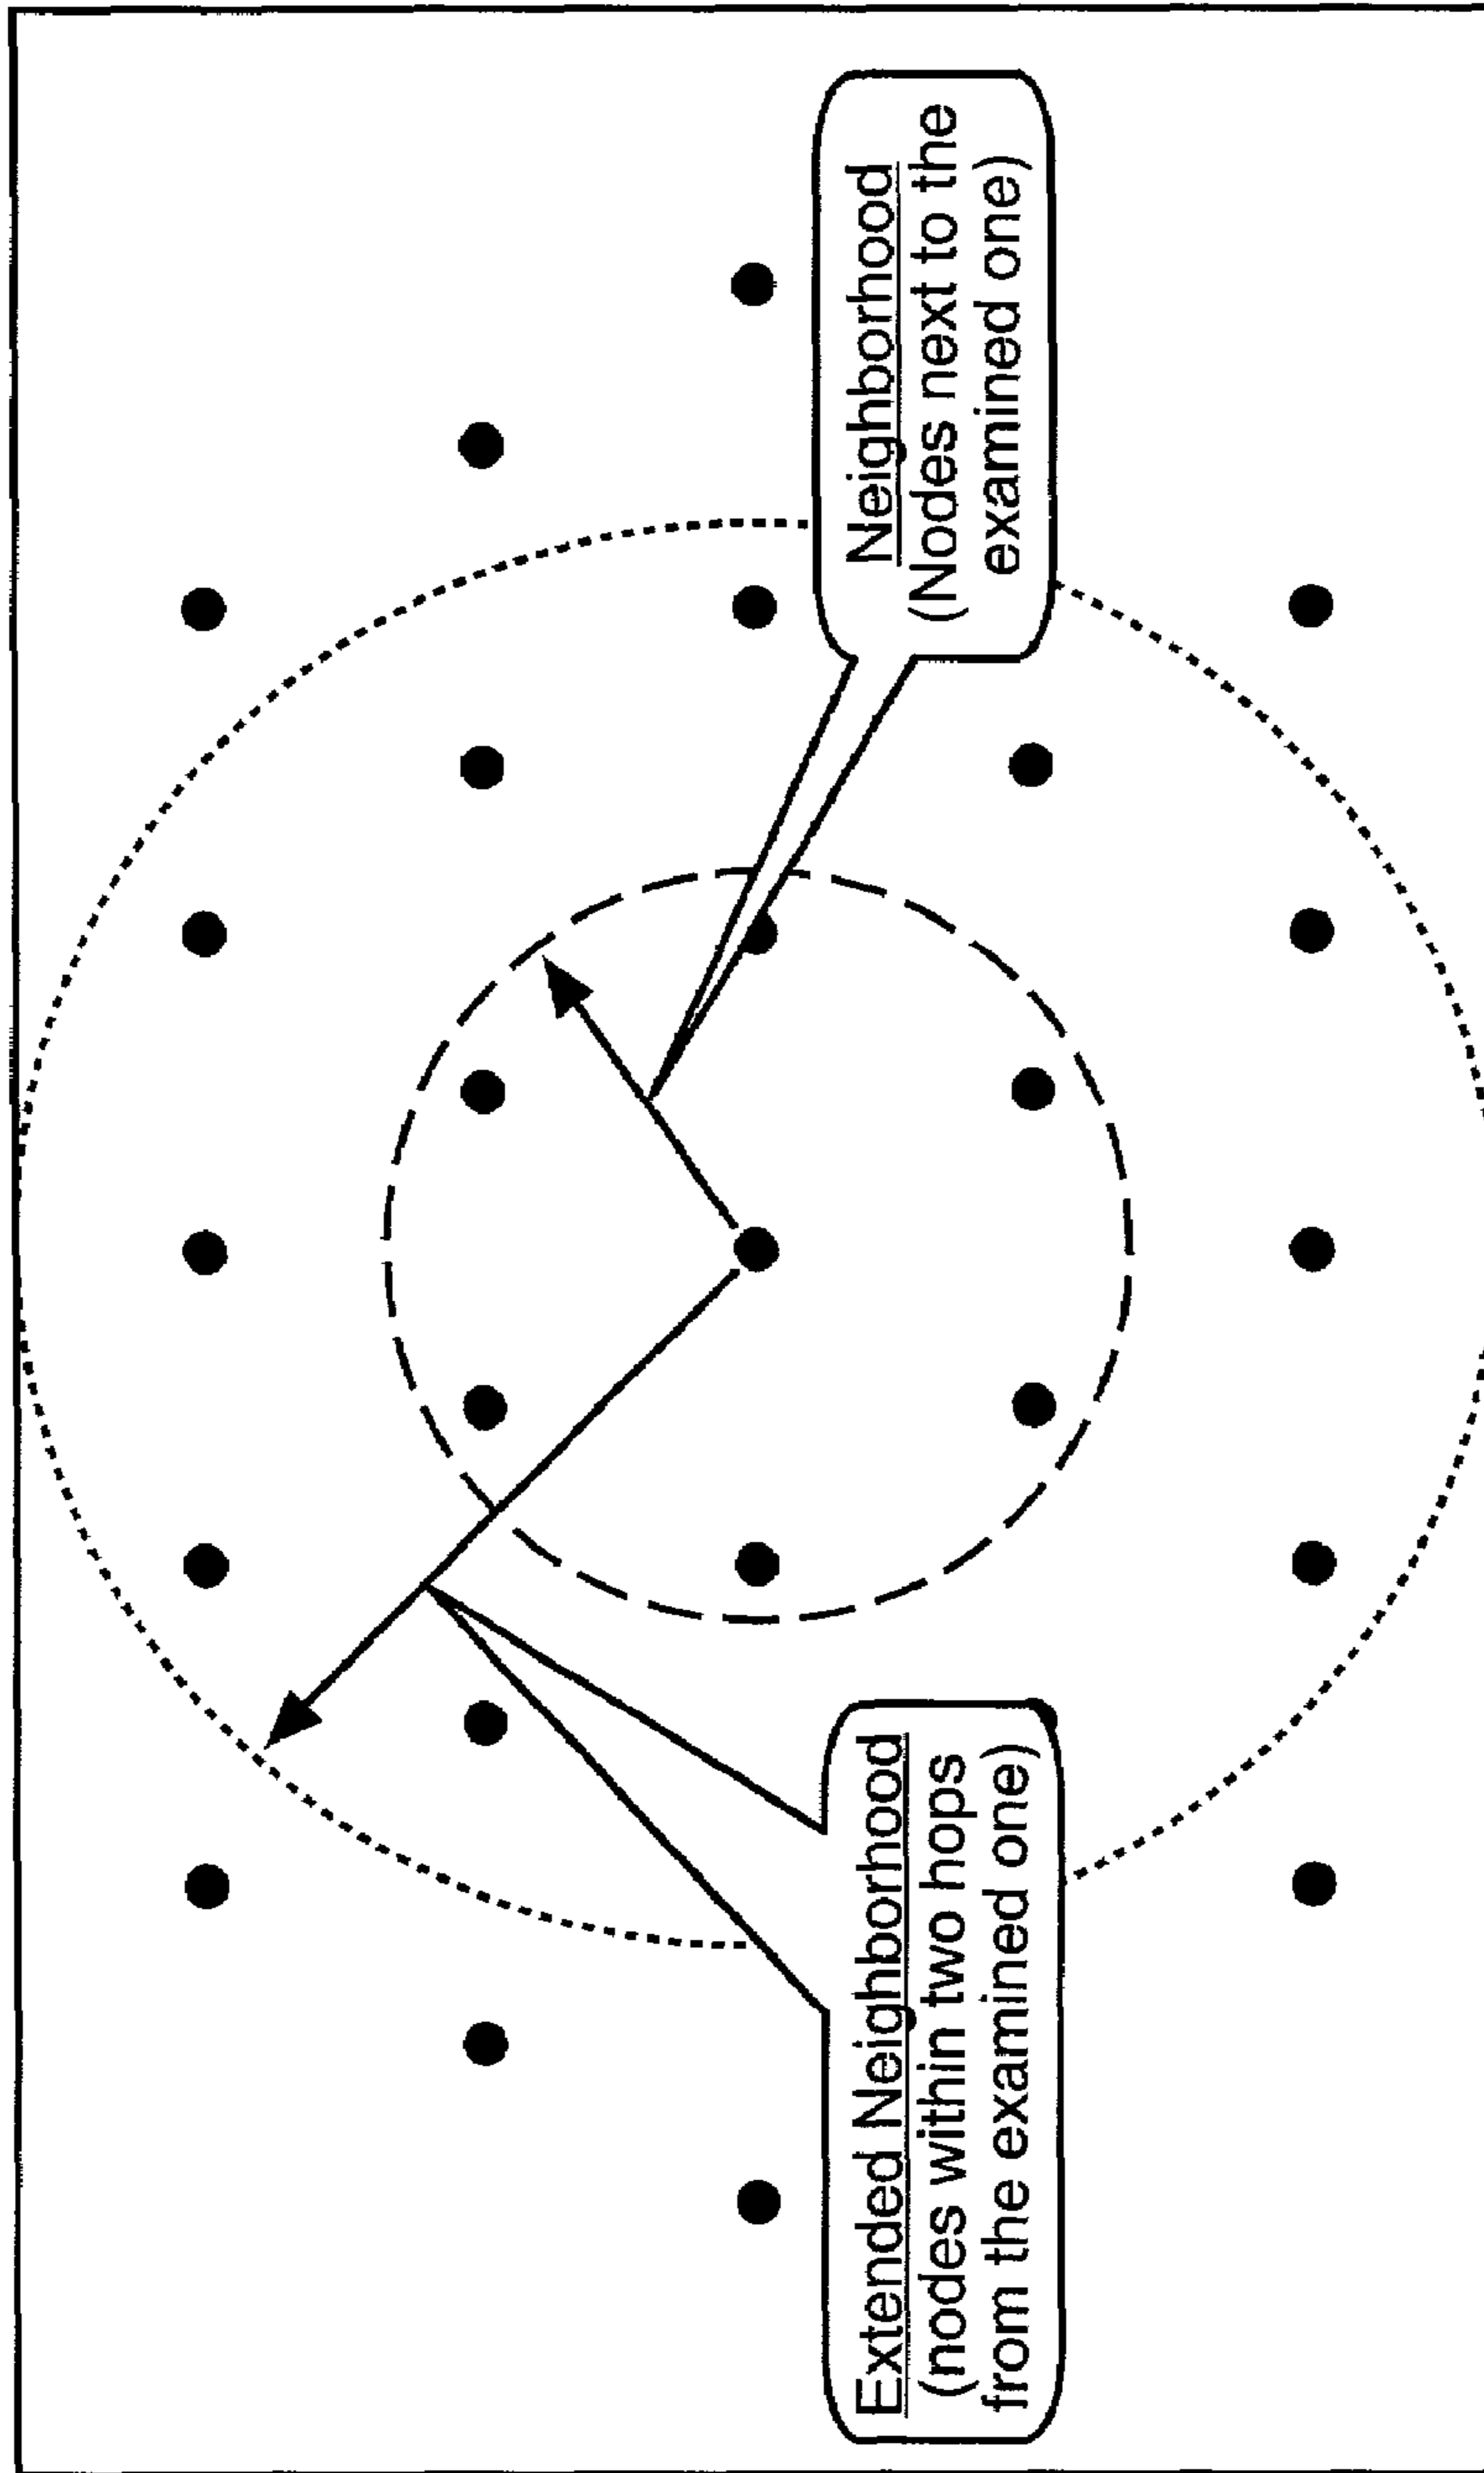 Extended Neighborhood
(nodes within two hops
from the examined one)
Neighborhood
(Nodes next to the
examined one)